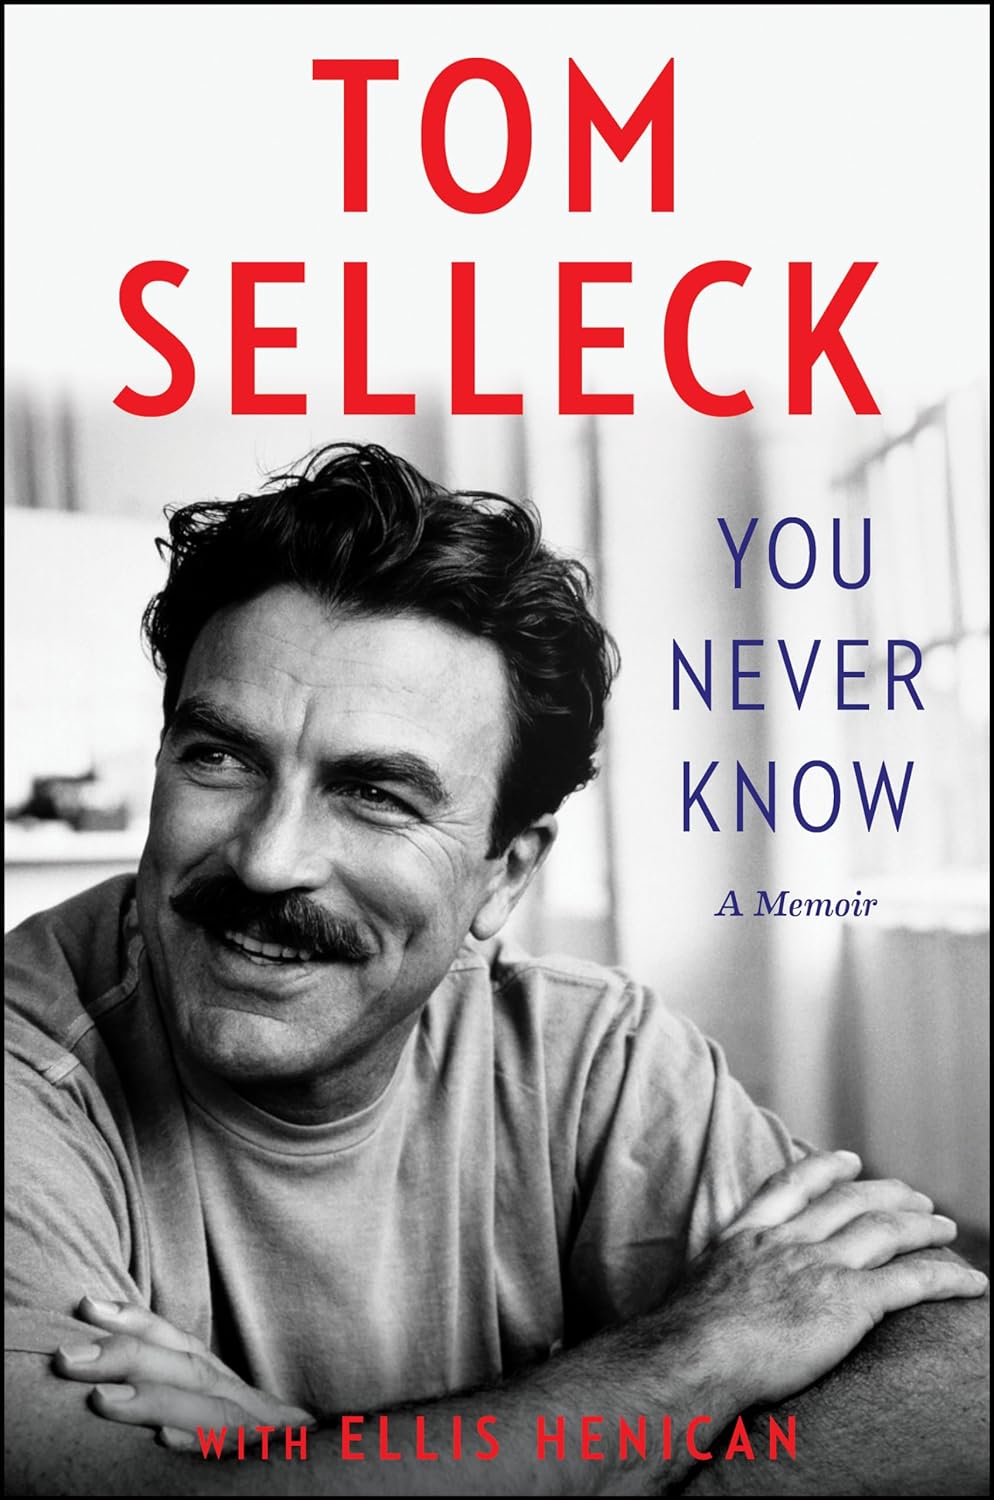 TOM
SELLECK
YOU
NEVER
KNOW
A Memoir
WITH ELLIS HENICAN